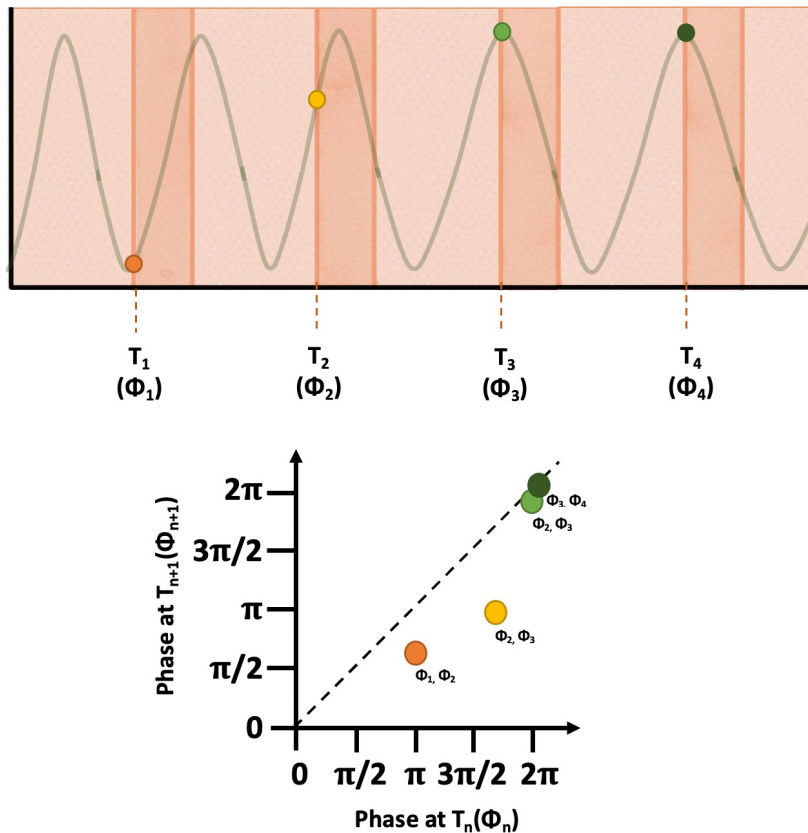 T1 T2 T3 T4
(Φ1) (Φ2) (Φ3) (Φ4)
Phase at Tn+1(Φn+1)
2π
3π/2
π
π/2
0
Φ3. Φ4
Φ2, Φ3
Φ2, Φ3
Φ1, Φ2
0 π/2 π 3π/2 2π
Phase at Tn(Φn)